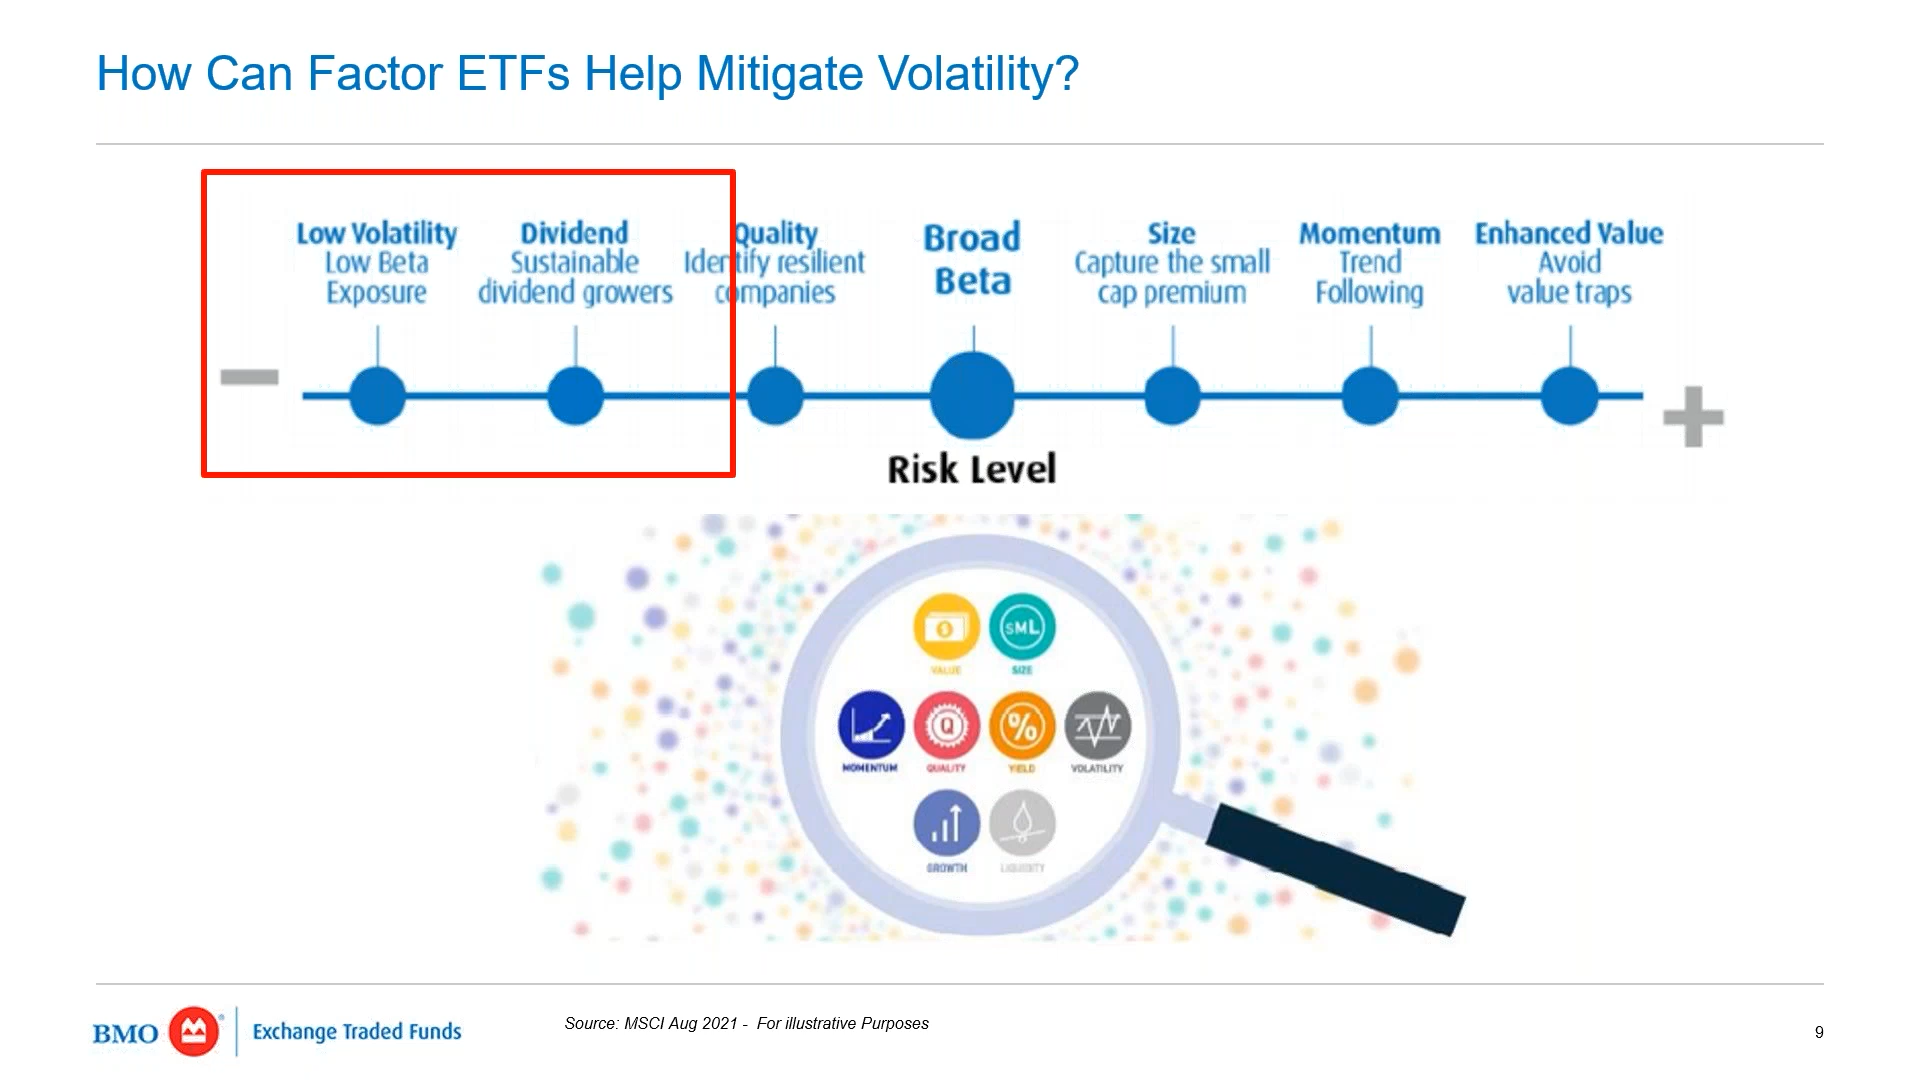 How Can Factor ETFs Help Mitigate Volatility?
Low Volatility
Low Beta
Exposure
Dividend
Sustainable
dividend growers
Quality
Identify resilient
companies
Broad
Beta
Size
Capture the small
cap premium
Momentum
Trend
Following
Enhanced Value
Avoid
value traps
Risk Level
$
VALUE
SML
SIZE
MOMENTUM
Q
QUALITY
%
YIELD
VOLATILITY
GROWTH
LIQUIDITY
BMO
Exchange Traded Funds
Source: MSCI Aug 2021 - For illustrative Purposes
9